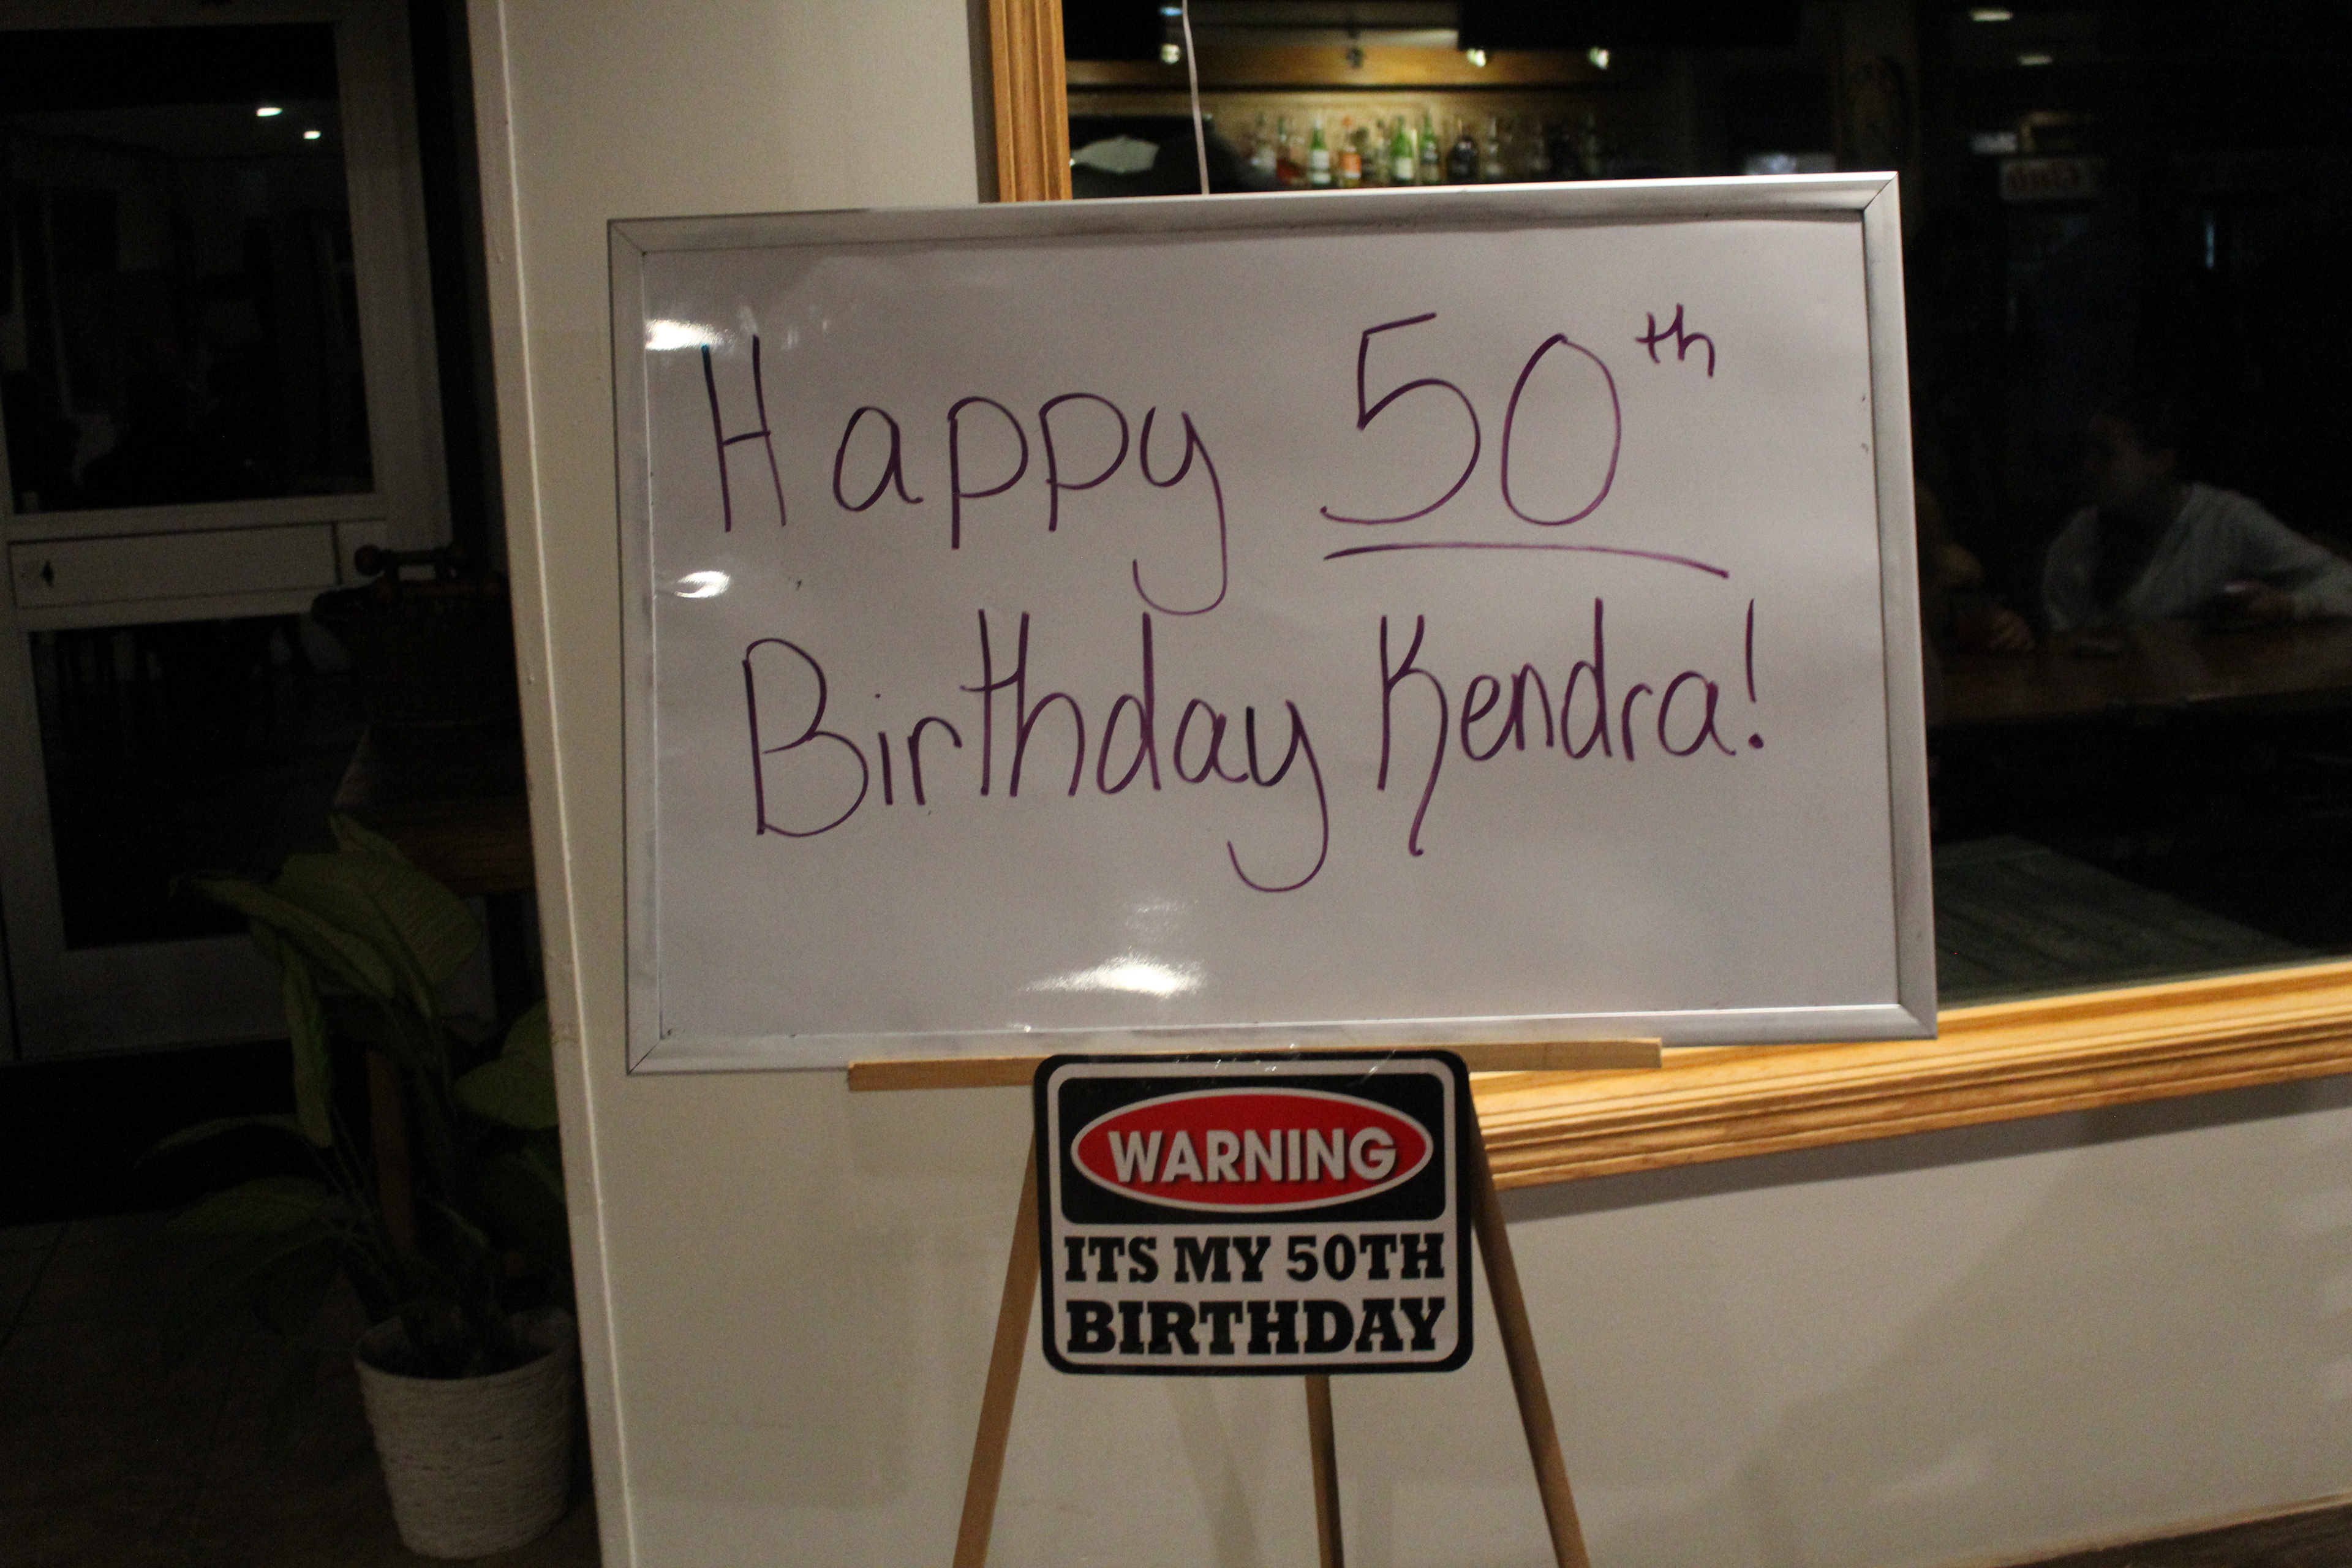 Happy 50th
Birthday Kendra!
WARNING
ITS MY 50TH
BIRTHDAY